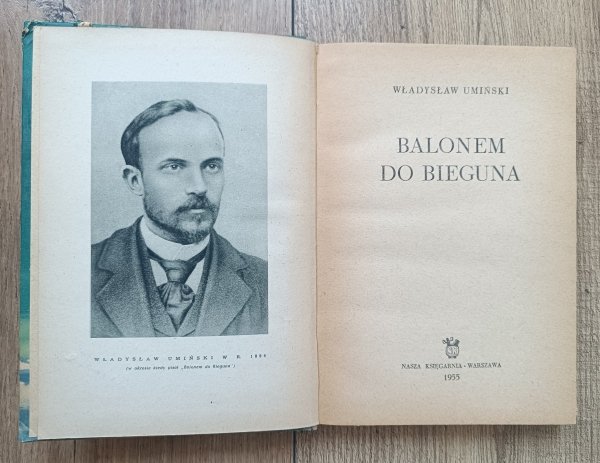 WŁADYSŁAW UMIŃSKI W R. 1894
(w okresie kiedy pisał „Balonem do Bieguna")
WŁADYSŁAW UMIŃSKI
BALONEM
DO BIEGUNA
NASZA KSIĘGARNIA - WARSZAWA
1955